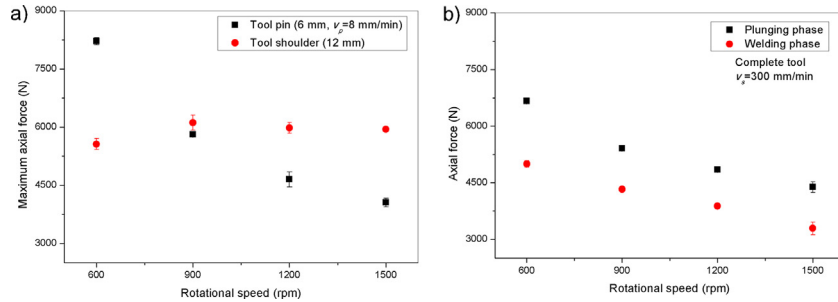 a)
Tool pin (6 mm, vp=8 mm/min)
Tool shoulder (12 mm)
9000
7500
6000
4500
3000
Maximum axial force (N)
600
900
1200
1500
Rotational speed (rpm)
b)
Plunging phase
Welding phase
Complete tool
vs=300 mm/min
9000
7500
6000
4500
3000
Axial force (N)
600
900
1200
1500
Rotational speed (rpm)